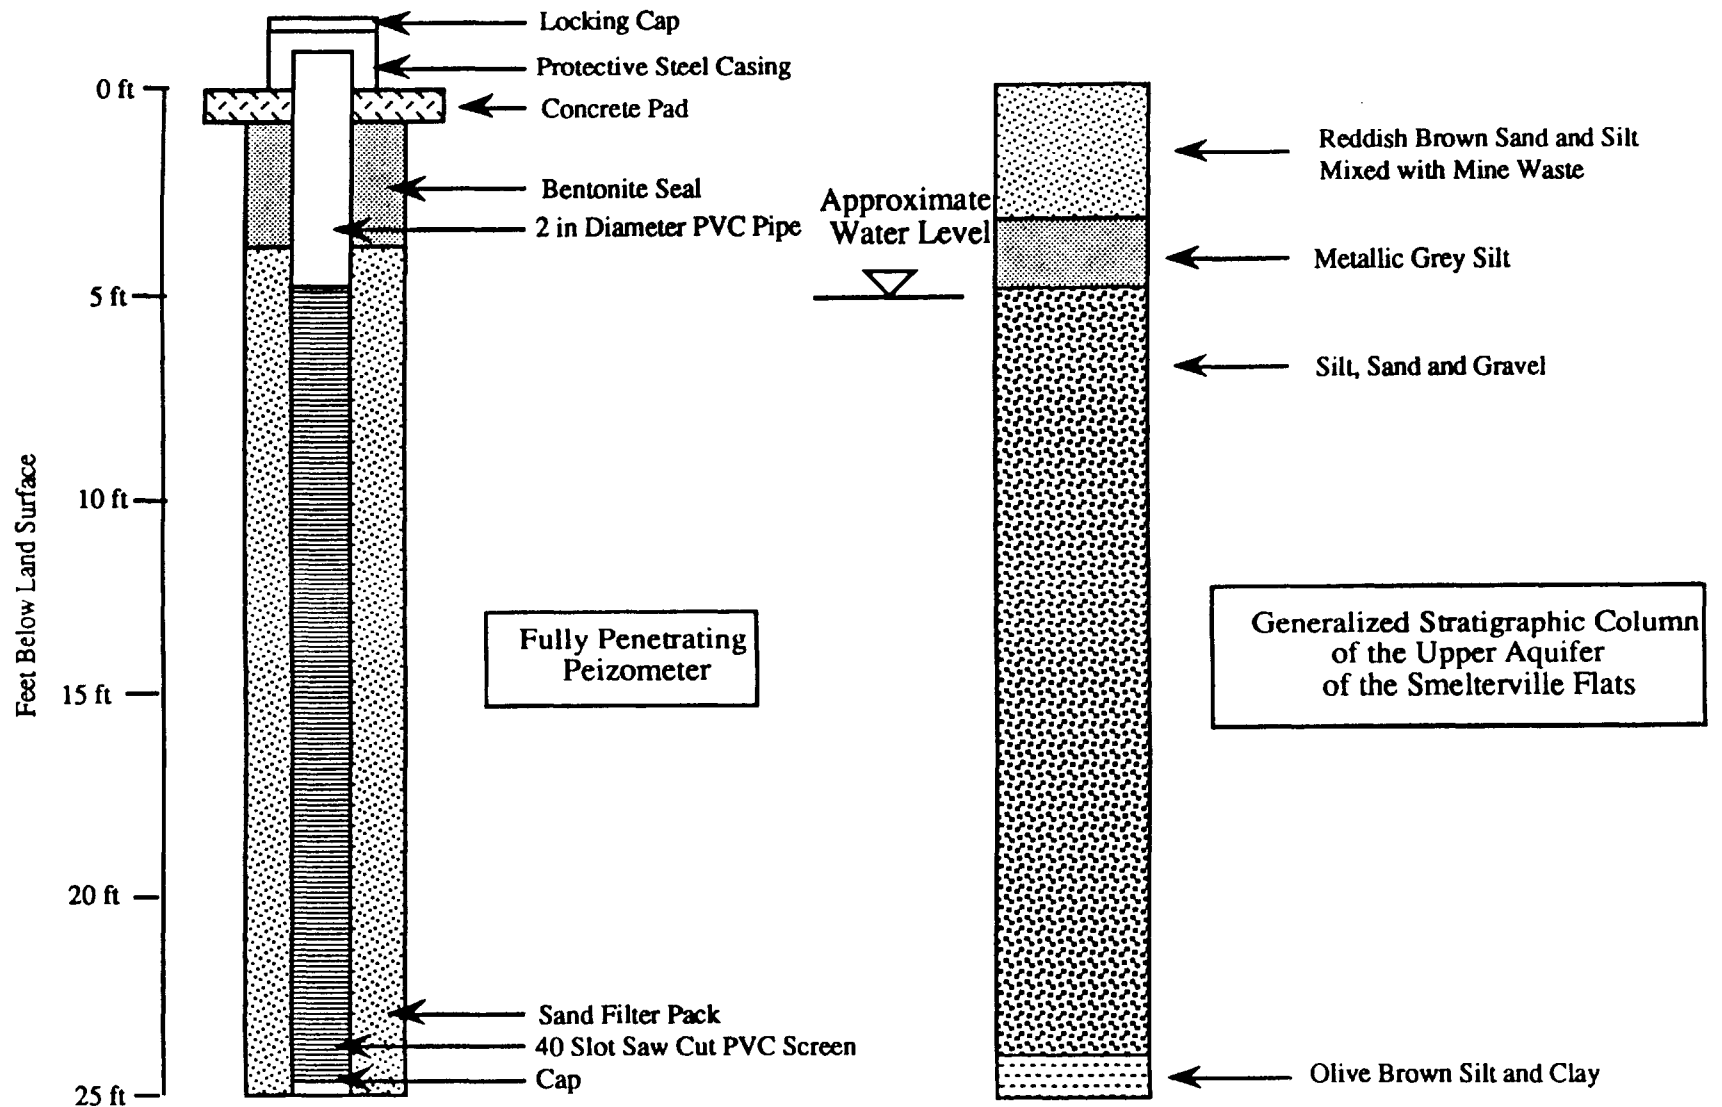 Locking Cap
Protective Steel Casing
Concrete Pad
Bentonite Seal
2 in Diameter PVC Pipe
Sand Filter Pack
40 Slot Saw Cut PVC Screen
Cap
0 ft
5 ft
10 ft
15 ft
20 ft
25 ft
Feet Below Land Surface
Fully Penetrating
Peizometer
Approximate
Water Level
Reddish Brown Sand and Silt
Mixed with Mine Waste
Metallic Grey Silt
Silt, Sand and Gravel
Generalized Stratigraphic Column
of the Upper Aquifer
of the Smelterville Flats
Olive Brown Silt and Clay